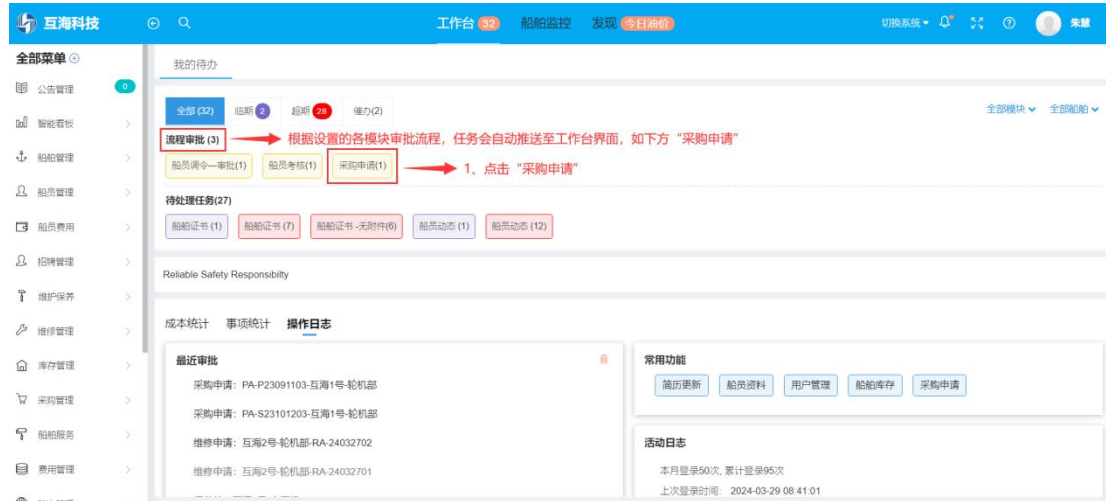 互海科技
工作台 32 船舶监控 发现 今日油价
切换系统 朱慧
全部菜单
公告管理 0
智能看板
船舶管理
船员管理
船员费用
招聘管理
维护保养
维修管理
库存管理
采购管理
船舶服务
费用管理
我的待办
全部 (32) 临期 2 超期 28 催办(2)
全部模块 全部船舶
流程审批 (3) 根据设置的各模块审批流程，任务会自动推送至工作台界面，如下方“采购申请”
船员调令—审批(1) 船员考核(1) 采购申请(1) 1、点击“采购申请”
待处理任务(27)
船舶证书 (1) 船舶证书 (7) 船舶证书 -无附件(6) 船员动态 (1) 船员动态 (12)
Reliable Safety Responsibilty
成本统计 事项统计 操作日志
最近审批
采购申请：PA-P23091103-互海1号-轮机部
采购申请：PA-S23101203-互海1号-轮机部
维修申请：互海2号-轮机部-RA-24032702
维修申请：互海2号-轮机部-RA-24032701
常用功能
简历更新 船员资料 用户管理 船舶库存 采购申请
活动日志
本月登录50次, 累计登录95次
上次登录时间： 2024-03-29 08:41:01